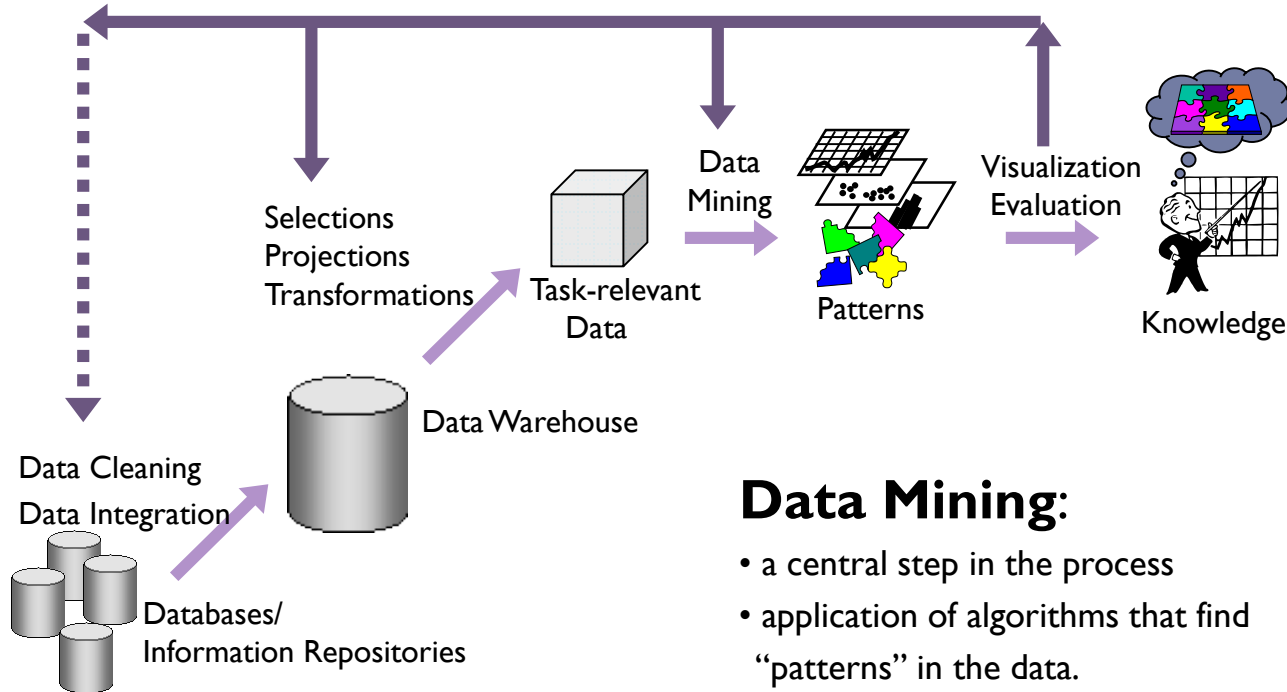 Selections
Projections
Transformations
Task-relevant
Data
Data
Mining
Patterns
Visualization
Evaluation
Knowledge
Data Warehouse
Data Cleaning
Data Integration
Databases/
Information Repositories
Data Mining:
• a central step in the process
• application of algorithms that find
“patterns” in the data.